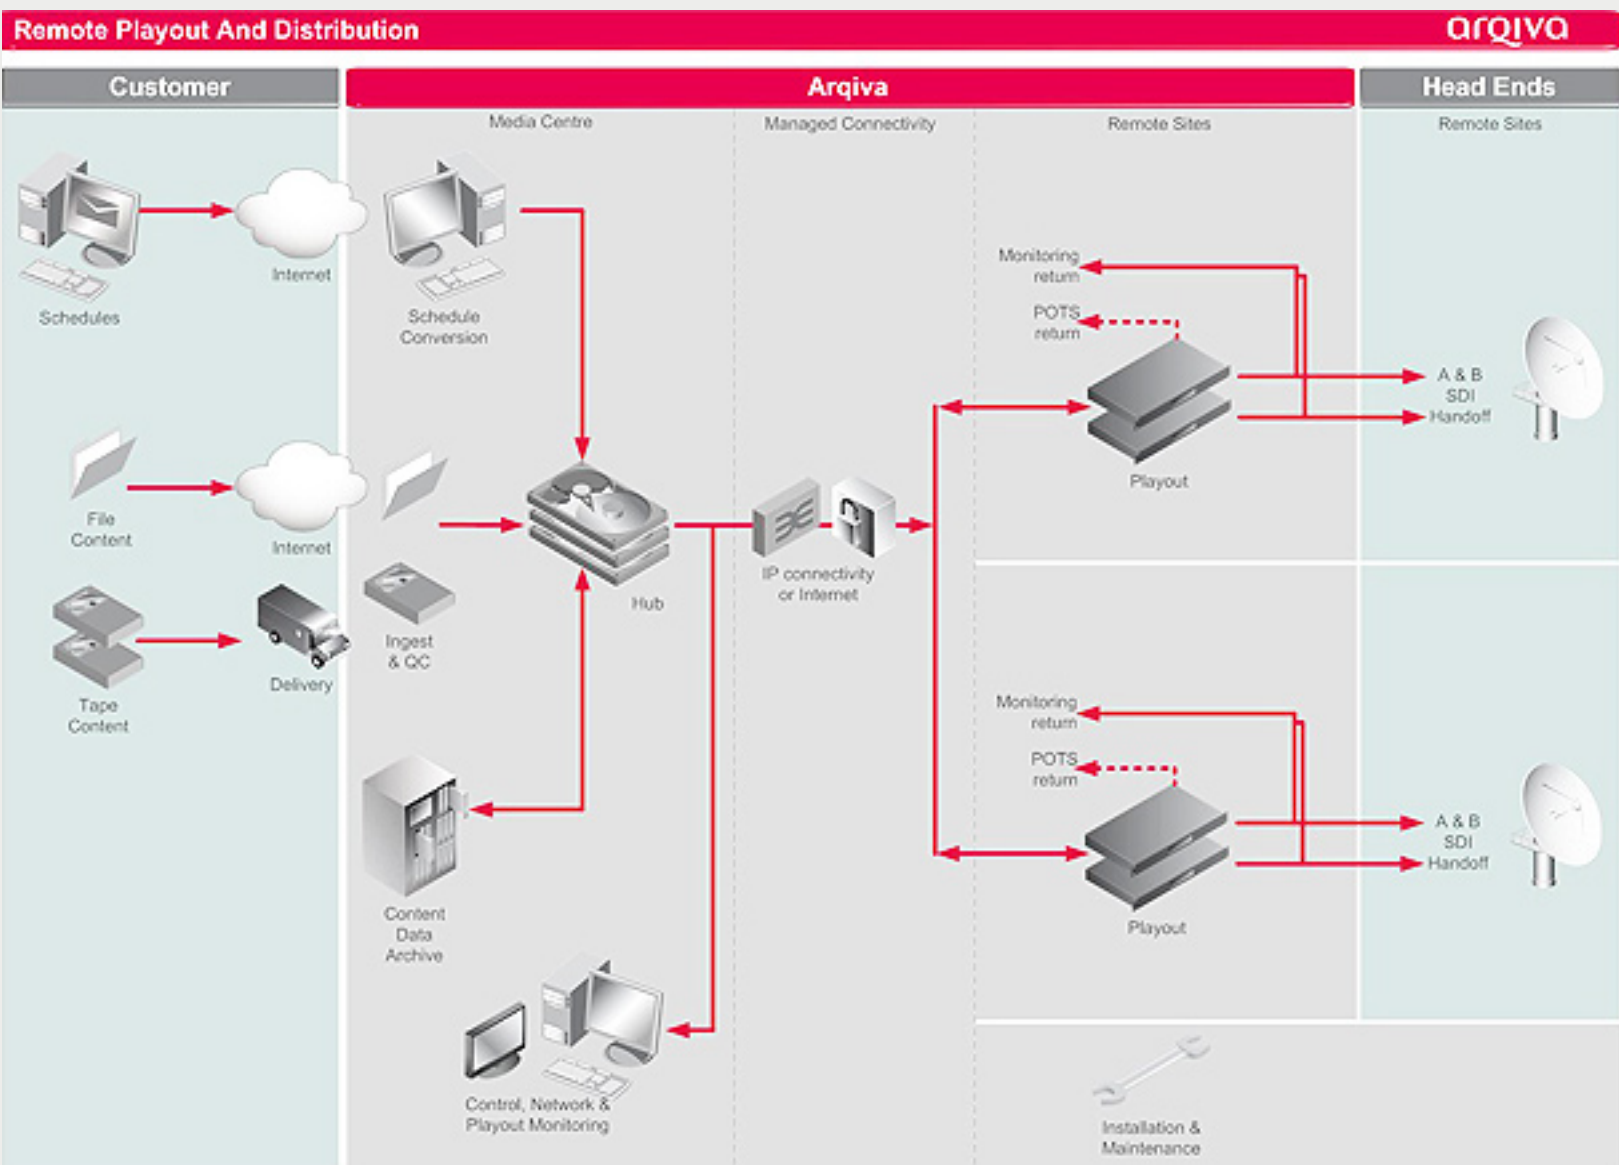 Remote Playout And Distribution
arqiva
Customer
Arqiva
Head Ends
Media Centre
Managed Connectivity
Remote Sites
Remote Sites
Schedules
Internet
Schedule
Conversion
Monitoring
return
POTS
return
A & B
SDI
Handoff
Playout
File
Content
Internet
Hub
IP connectivity
or Internet
Ingest
& QC
Delivery
Tape
Content
Monitoring
return
POTS
return
A & B
SDI
Handoff
Playout
Content
Data
Archive
Control, Network &
Playout Monitoring
Installation &
Maintenance